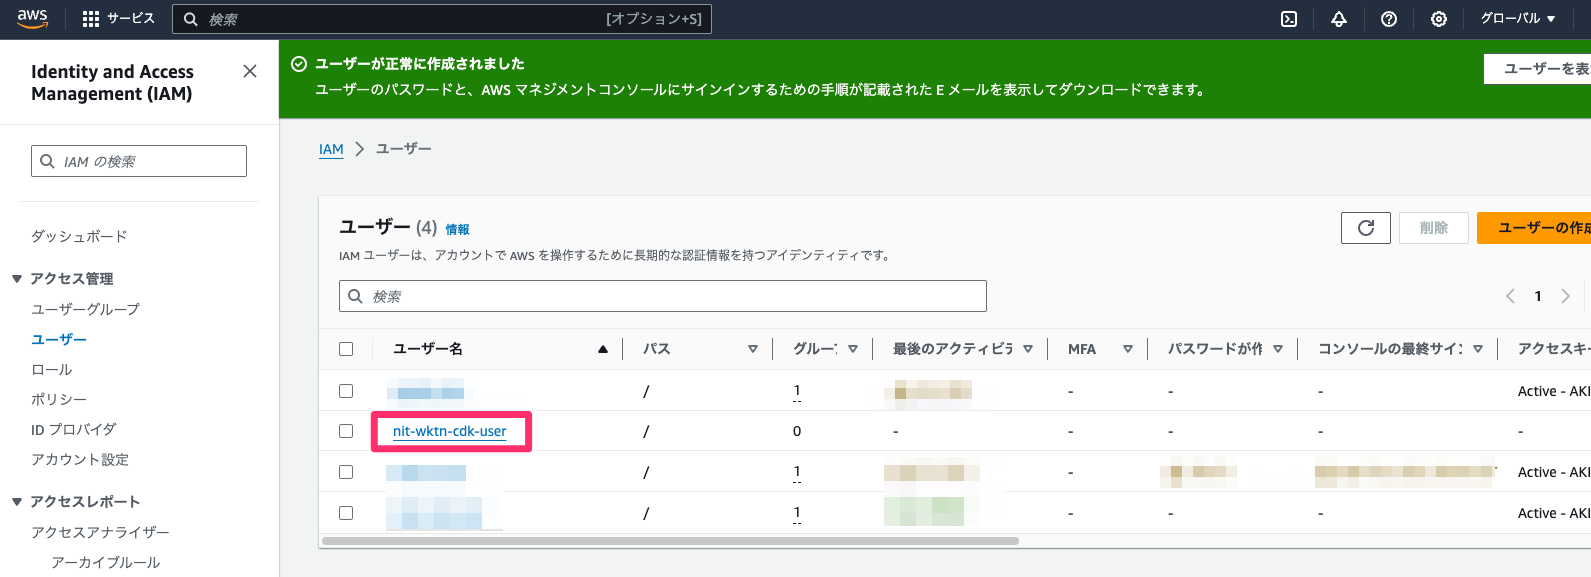 aws サービス 検索 [オプション+S] グローバル
Identity and Access
Management (IAM)
ユーザーが正常に作成されました
ユーザーのパスワードと、AWS マネジメントコンソールにサインインするための手順が記載された E メールを表示してダウンロードできます。
ユーザーを表
IAM の検索
IAM ユーザー
ダッシュボード
アクセス管理
ユーザーグループ
ユーザー
ロール
ポリシー
ID プロバイダ
アカウント設定
アクセスレポート
アクセスアナライザー
アーカイブルール
ユーザー (4) 情報
削除
ユーザーの作成
IAM ユーザーは、アカウントで AWS を操作するために長期的な認証情報を持つアイデンティティです。
検索
1
ユーザー名 パス グループ 最後のアクティビテ MFA パスワードが作 コンソールの最終サイン アクセスキー
/ 1 - - - Active - AKI
nit-wktn-cdk-user / 0 - - - - -
/ 1 - Active - AKI
/ 1 - - - Active - AKI